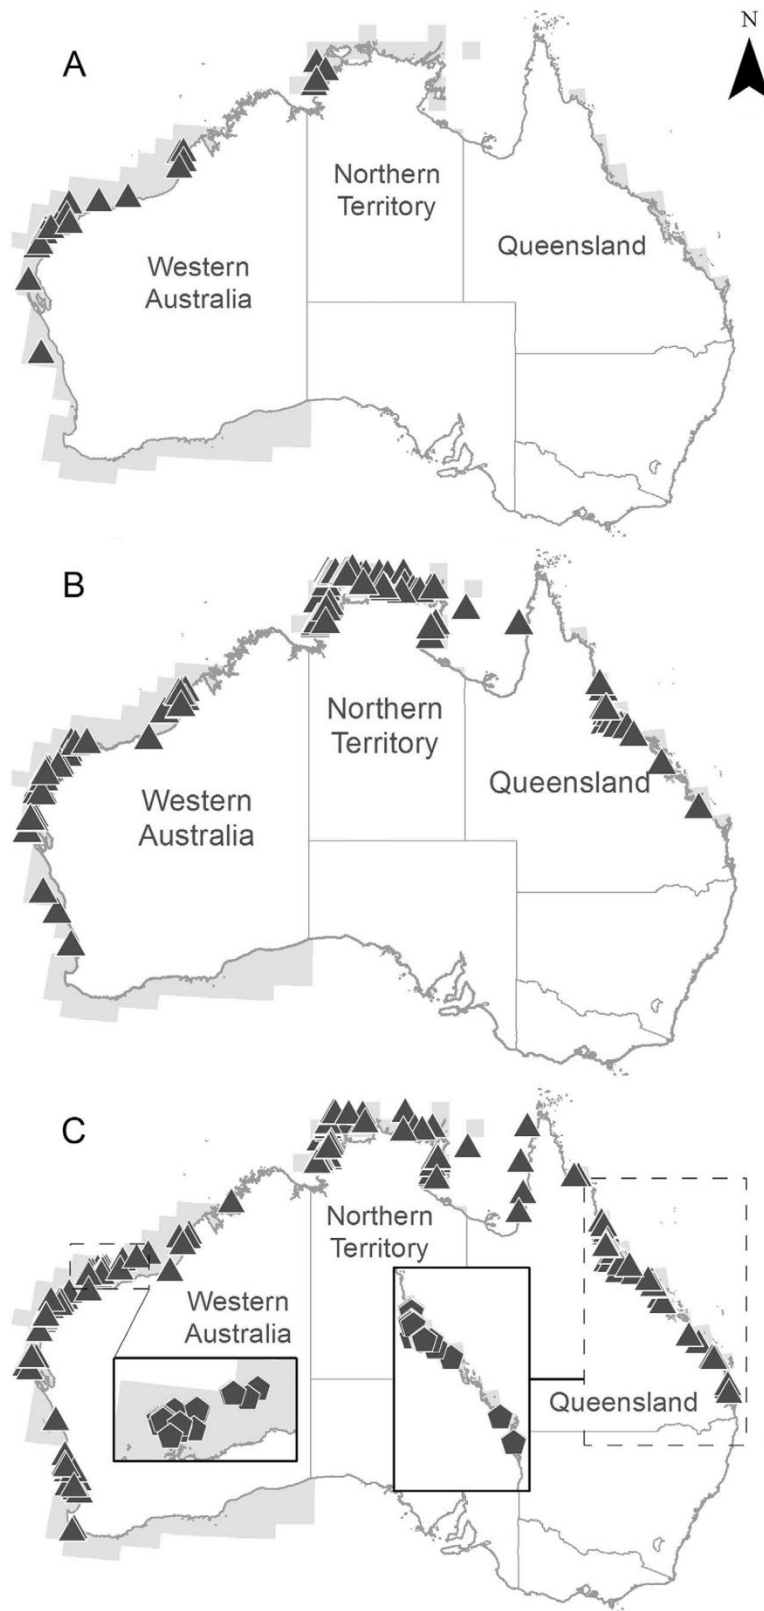 N
A
Northern
Territory
Queensland
Western
Australia
B
Northern
Territory
Queensland
Western
Australia
C
Northern
Territory
Western
Australia
Queensland